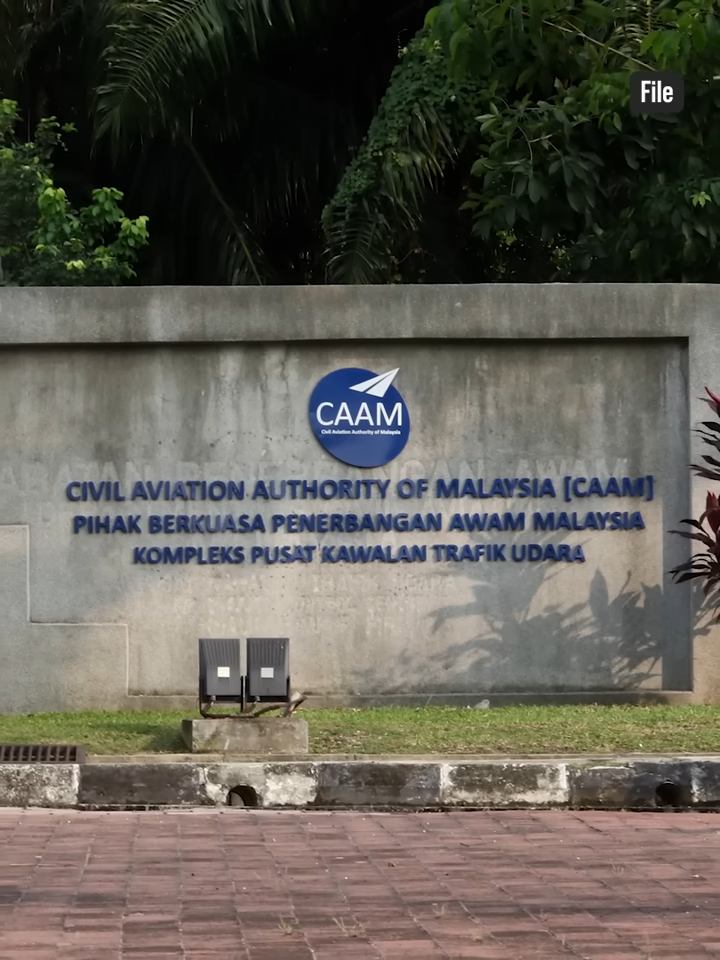 File
CAAM
Civil Aviation Authority of Malaysia
CIVIL AVIATION AUTHORITY OF MALAYSIA [CAAM]
PIHAK BERKUASA PENERBANGAN AWAM MALAYSIA
KOMPLEKS PUSAT KAWALAN TRAFIK UDARA